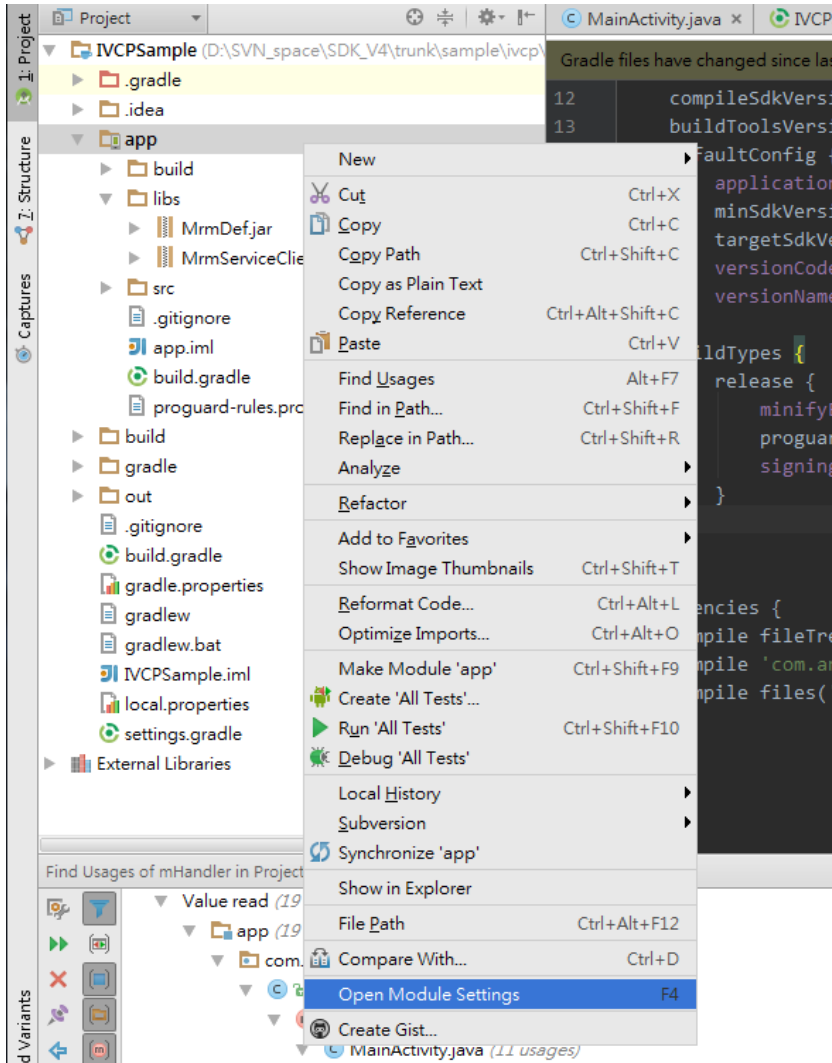 1: Project
7: Structure
Captures
d Variants
Project
IVCPSample (D:\SVN_space\SDK_V4\trunk\sample\ivcp\
.gradle
.idea
app
build
libs
MrmDef.jar
MrmServiceClie
src
.gitignore
app.iml
build.gradle
proguard-rules.pro
build
gradle
out
.gitignore
build.gradle
gradle.properties
gradlew
gradlew.bat
IVCPSample.iml
local.properties
settings.gradle
External Libraries
MainActivity.java ×
IVCP
Gradle files have changed since las
12 compileSdkVersi
13 buildToolsVersi
faultConfig {
application
minSdkVersi
targetSdkVe
versionCode
versionName
ildTypes {
release {
minifyE
proguar
signing
}
encies {
mpile fileTre
mpile 'com.an
mpile files(
New
Cut Ctrl+X
Copy Ctrl+C
Copy Path Ctrl+Shift+C
Copy as Plain Text
Copy Reference Ctrl+Alt+Shift+C
Paste Ctrl+V
Find Usages Alt+F7
Find in Path... Ctrl+Shift+F
Replace in Path... Ctrl+Shift+R
Analyze
Refactor
Add to Favorites
Show Image Thumbnails Ctrl+Shift+T
Reformat Code... Ctrl+Alt+L
Optimize Imports... Ctrl+Alt+O
Make Module 'app' Ctrl+Shift+F9
Create 'All Tests'...
Run 'All Tests' Ctrl+Shift+F10
Debug 'All Tests'
Local History
Subversion
Synchronize 'app'
Show in Explorer
File Path Ctrl+Alt+F12
Compare With... Ctrl+D
Open Module Settings F4
Create Gist...
Find Usages of mHandler in Project
Value read (19
app (19
com.
MainActivity.java (11 usages)